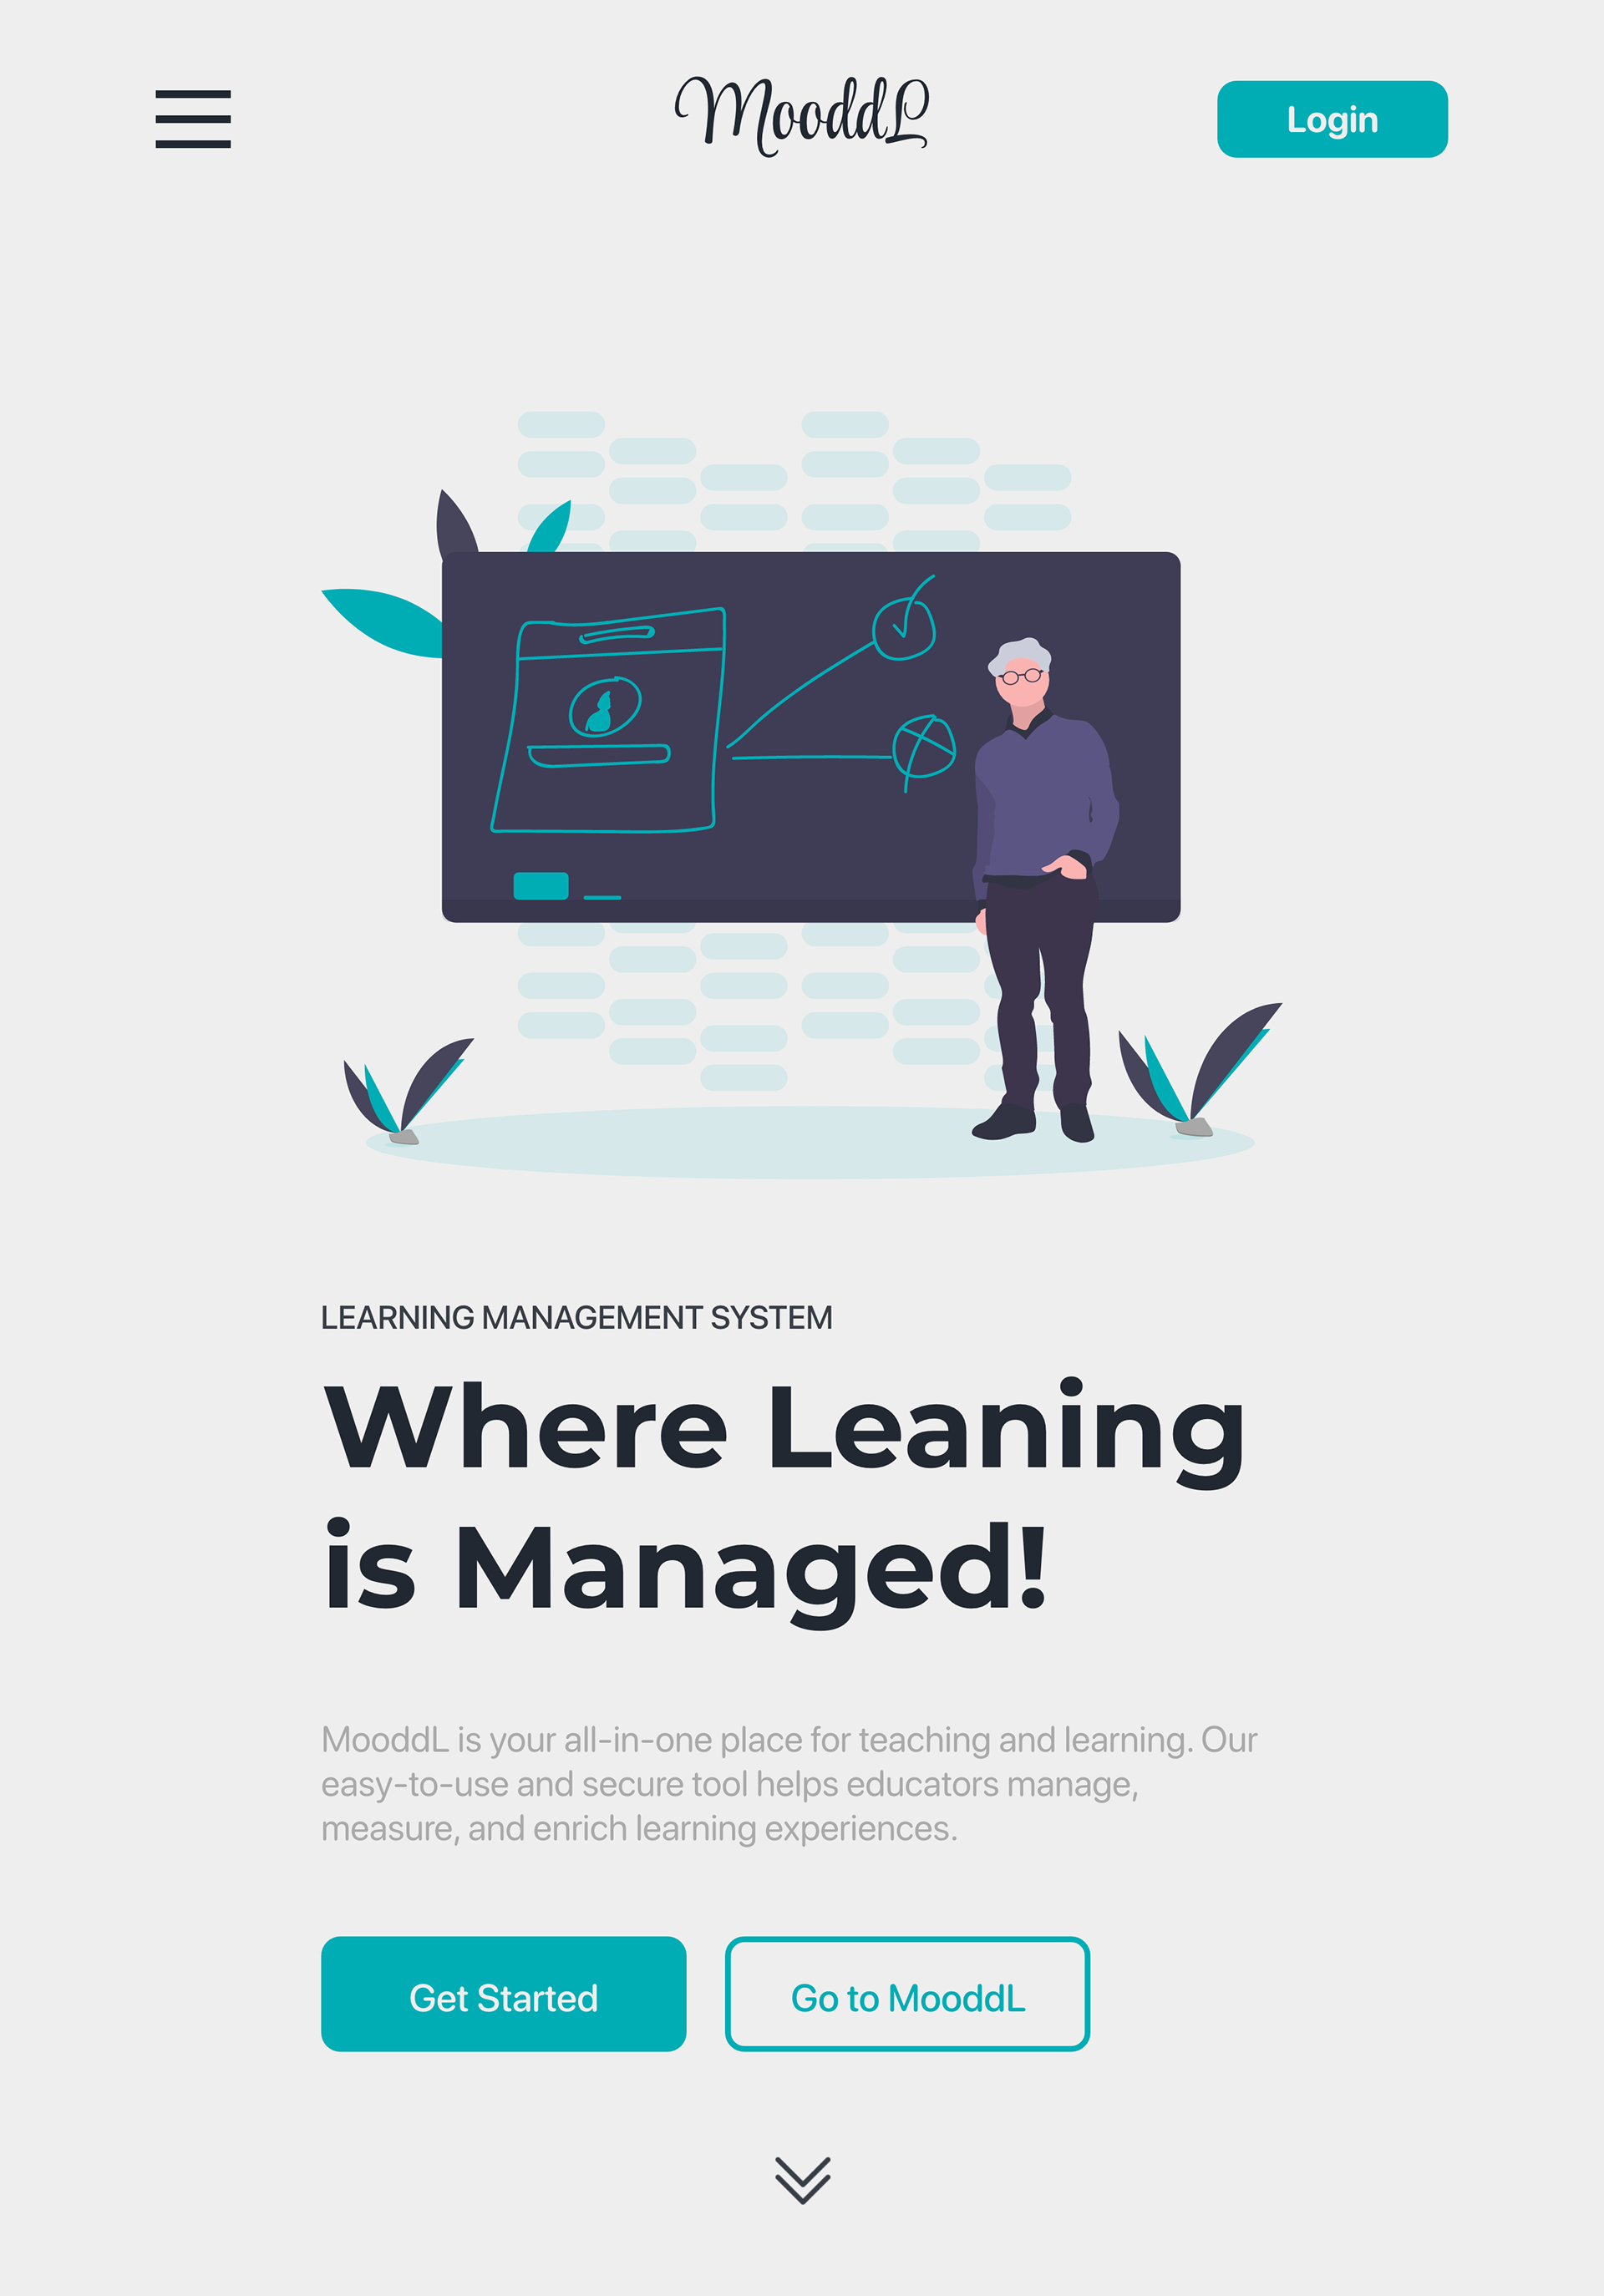 MooddL
Login
LEARNING MANAGEMENT SYSTEM
Where Leaning
is Managed!
MooddL is your all-in-one place for teaching and learning. Our
easy-to-use and secure tool helps educators manage,
measure, and enrich learning experiences.
Get Started
Go to MooddL